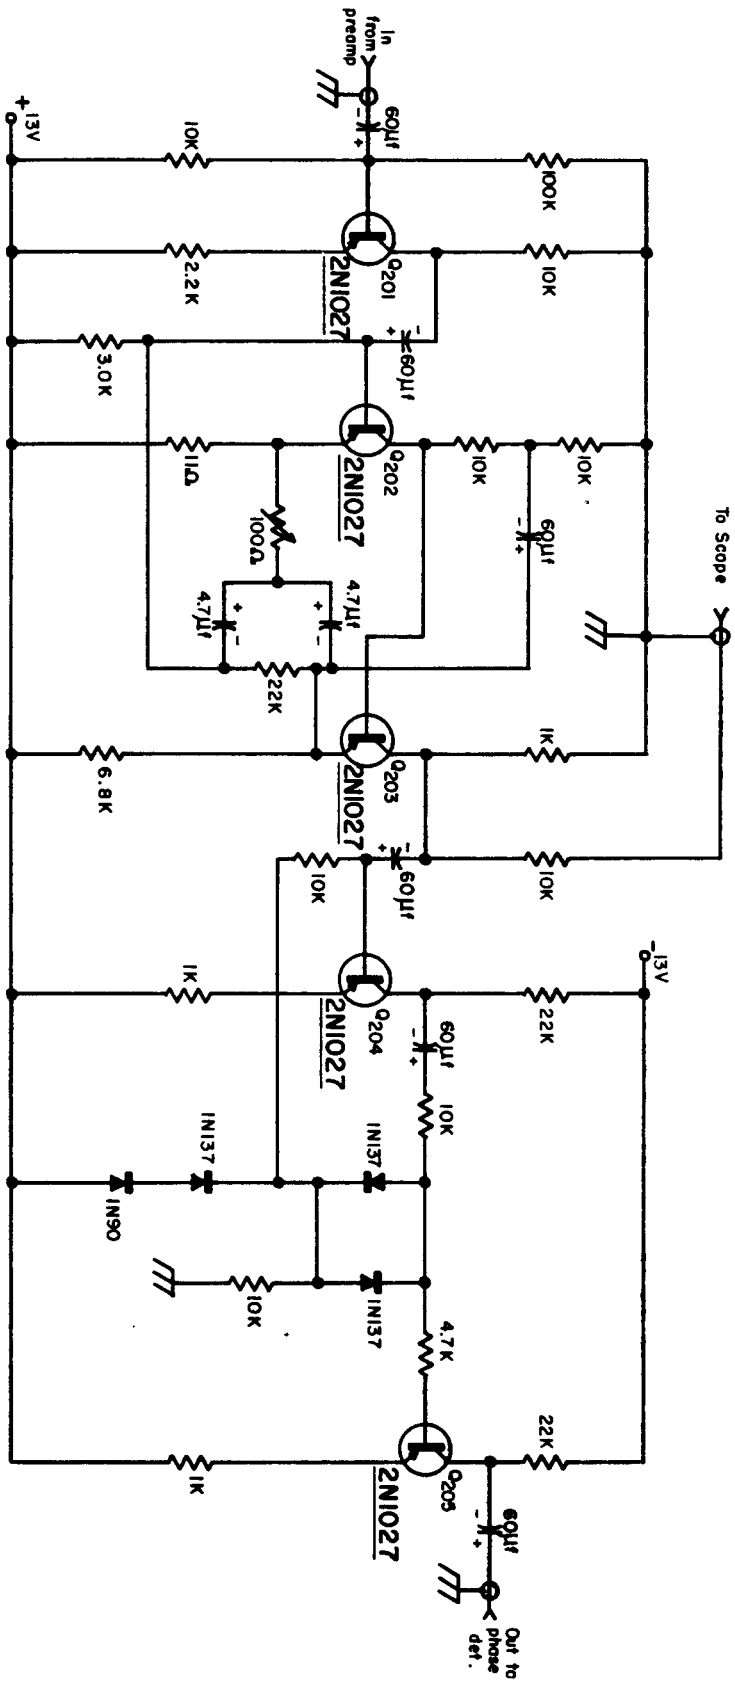 In
from
preamp
60µf
- +
+
13V
10K
100K
Q201
2N1027
2.2K
10K
- +
60µf
3.0K
Q202
2N1027
11Ω
10K
10K
100Ω
60µf
- +
4.7µf
+ -
4.7µf
+ -
22K
To Scope
Q203
2N1027
6.8K
1K
10K
- +
60µf
10K
-13V
Q204
2N1027
1K
22K
60µf
- +
10K
1N137
1N137
1N90
1N137
10K
4.7K
Q205
2N1027
1K
22K
60µf
- +
Out to
phase
det.